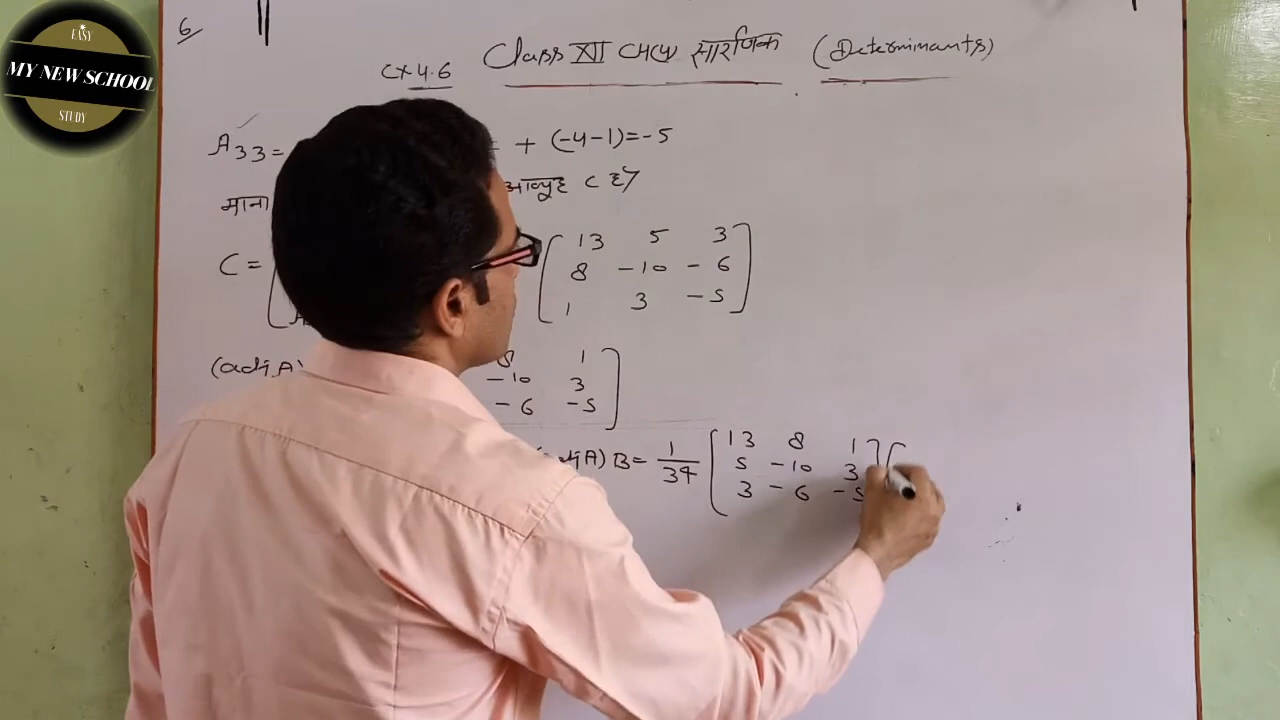 6
EASY
MY NEW SCHOOL
STUDY
Class XII सारणिक (Determinants)
Ex 4.6
A33 = = + (-4-1)=-5
माना आव्यूह C है
C = [ [ 13 5 3
8 -10 -6
1 3 -5 ]
(adj A) 8 1
-10 3
-6 -5 ]
(adj A) B = 1/34 [ 13 8 1 ] [
5 -10 3
3 -6 -5